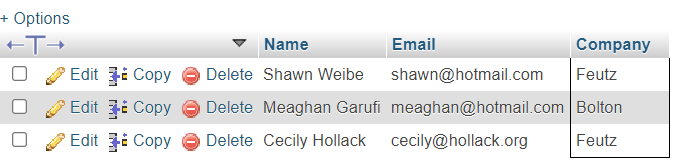 + Options
←T→ Name Email Company
Edit Copy Delete Shawn Weibe shawn@hotmail.com Feutz
Edit Copy Delete Meaghan Garufi meaghan@hotmail.com Bolton
Edit Copy Delete Cecily Hollack cecily@hollack.org Feutz